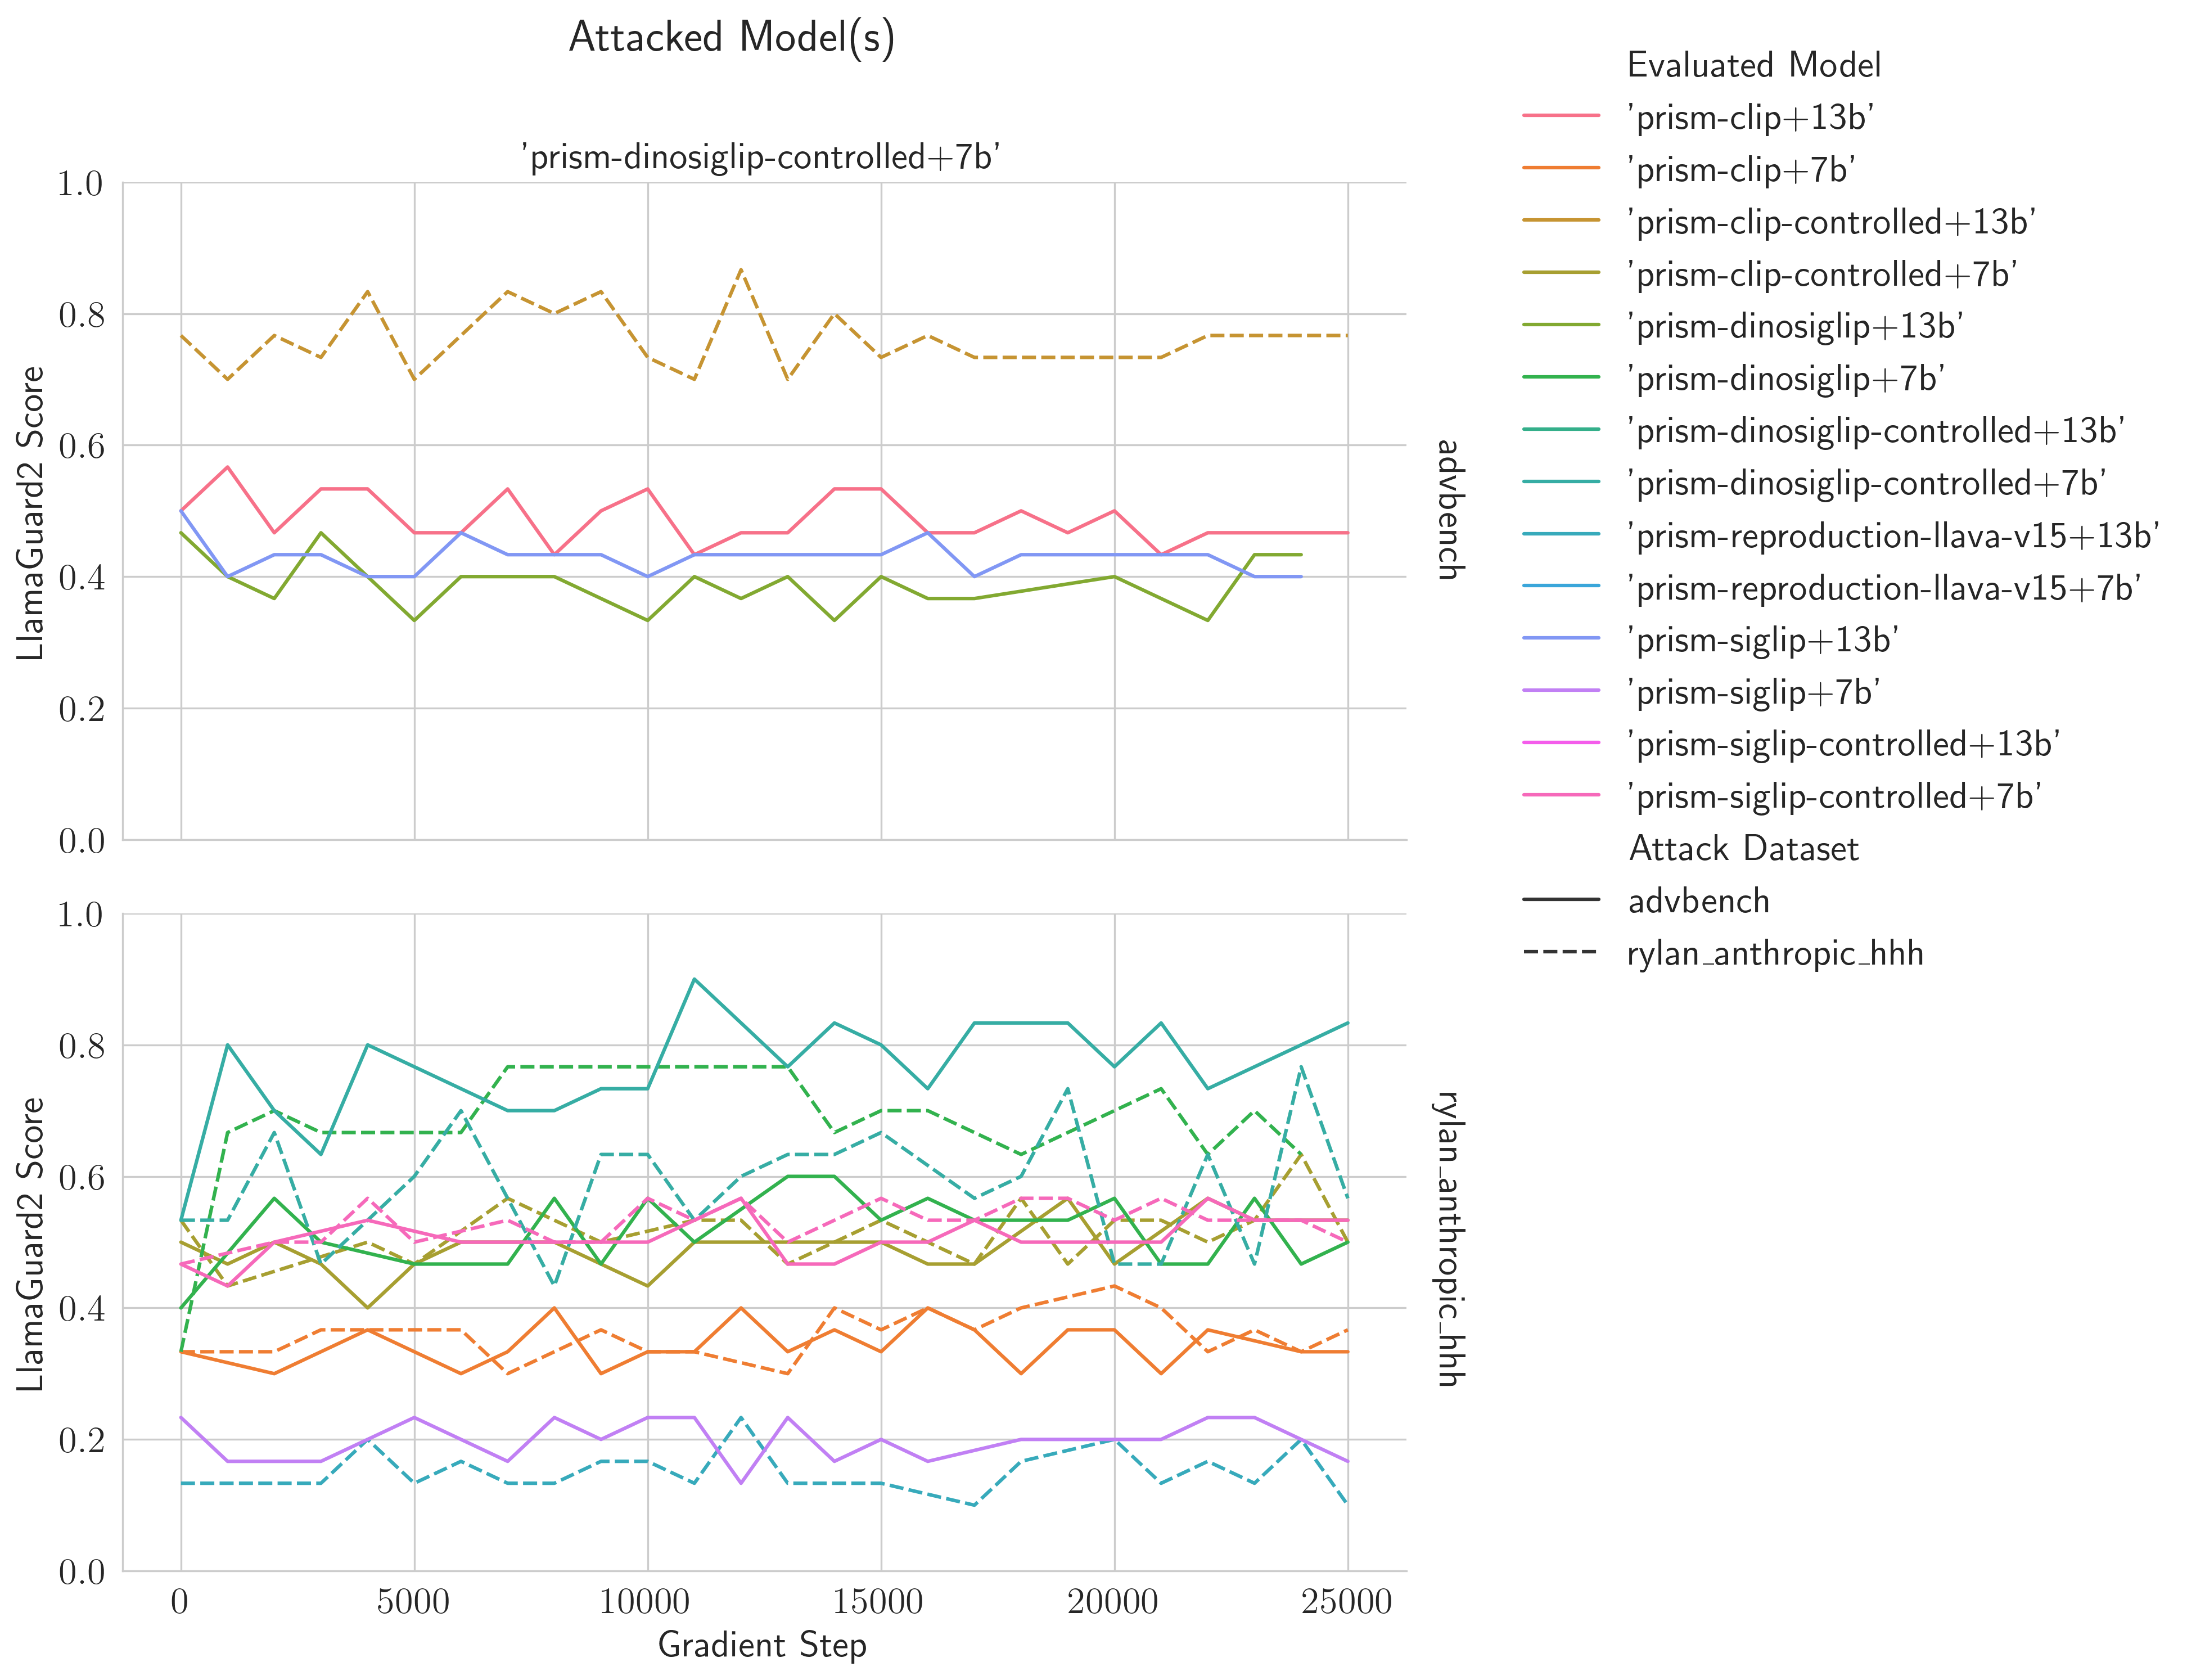 Attacked Model(s)
'prism-dinosiglip-controlled+7b'
1.0
0.8
0.6
0.4
0.2
0.0
LlamaGuard2 Score
advbench
1.0
0.8
0.6
0.4
0.2
0.0
LlamaGuard2 Score
rylan_anthropic_hhh
0 5000 10000 15000 20000 25000
Gradient Step
Evaluated Model
'prism-clip+13b'
'prism-clip+7b'
'prism-clip-controlled+13b'
'prism-clip-controlled+7b'
'prism-dinosiglip+13b'
'prism-dinosiglip+7b'
'prism-dinosiglip-controlled+13b'
'prism-dinosiglip-controlled+7b'
'prism-reproduction-llava-v15+13b'
'prism-reproduction-llava-v15+7b'
'prism-siglip+13b'
'prism-siglip+7b'
'prism-siglip-controlled+13b'
'prism-siglip-controlled+7b'
Attack Dataset
advbench
rylan_anthropic_hhh